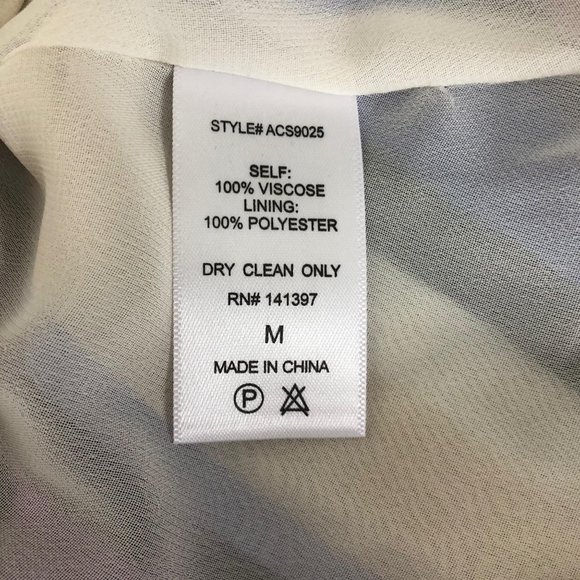 STYLE# ACS9025
SELF:
100% VISCOSE
LINING:
100% POLYESTER
DRY CLEAN ONLY
RN# 141397
M
MADE IN CHINA
P